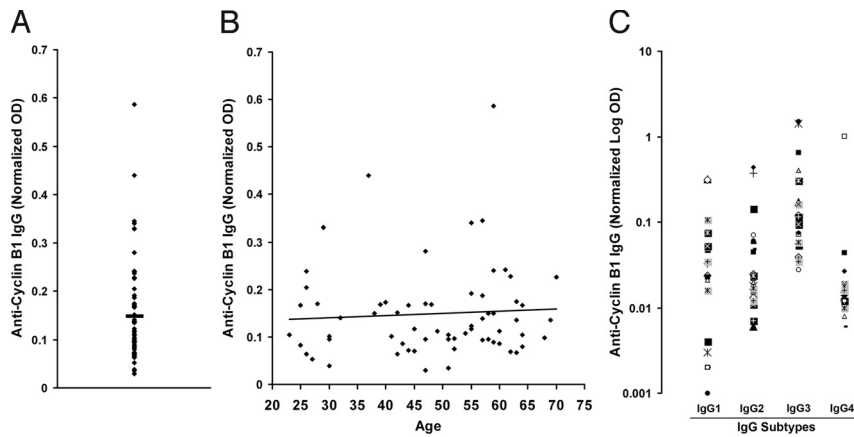 A
B
C
Anti-Cyclin B1 IgG (Normalized OD)
0.7
0.6
0.5
0.4
0.3
0.2
0.1
0
Anti-Cyclin B1 IgG (Normalized OD)
0.7
0.6
0.5
0.4
0.3
0.2
0.1
0
20 25 30 35 40 45 50 55 60 65 70 75
Age
Anti-Cyclin B1 IgG (Normalized Log OD)
10
1
0.1
0.01
0.001
IgG1 IgG2 IgG3 IgG4
IgG Subtypes